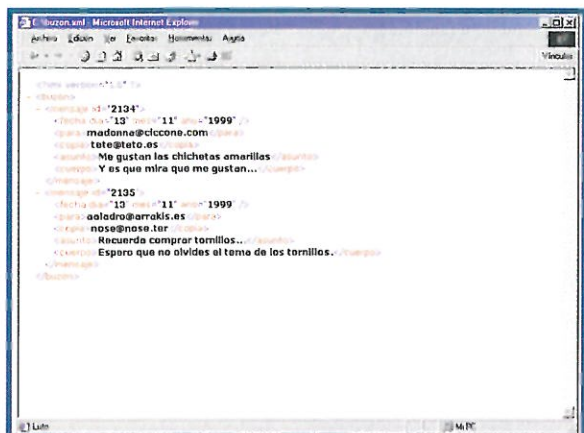 C:\buzon.xml - Microsoft Internet Explorer
Archivo Edición Ver Favoritos Herramientas Ayuda
Vínculos
<?xml version="1.0" ?>
- <buzon>
- <mensaje id="2134">
<fecha dia="13" mes="11" ano="1999" />
<para>madonna@ciccone.com</para>
<copia>tete@teto.es</copia>
<asunto>Me gustan las chichetas amarillas</asunto>
<cuerpo>Y es que mira que me gustan...</cuerpo>
</mensaje>
- <mensaje id="2135">
<fecha dia="13" mes="11" ano="1999" />
<para>aaladro@arrakis.es</para>
<copia>nose@nose.ter</copia>
<asunto>Recuerda comprar tornillos...</asunto>
<cuerpo>Espero que no olvides el tema de los tornillos.</cuerpo>
</mensaje>
</buzon>
Listo
Mi PC